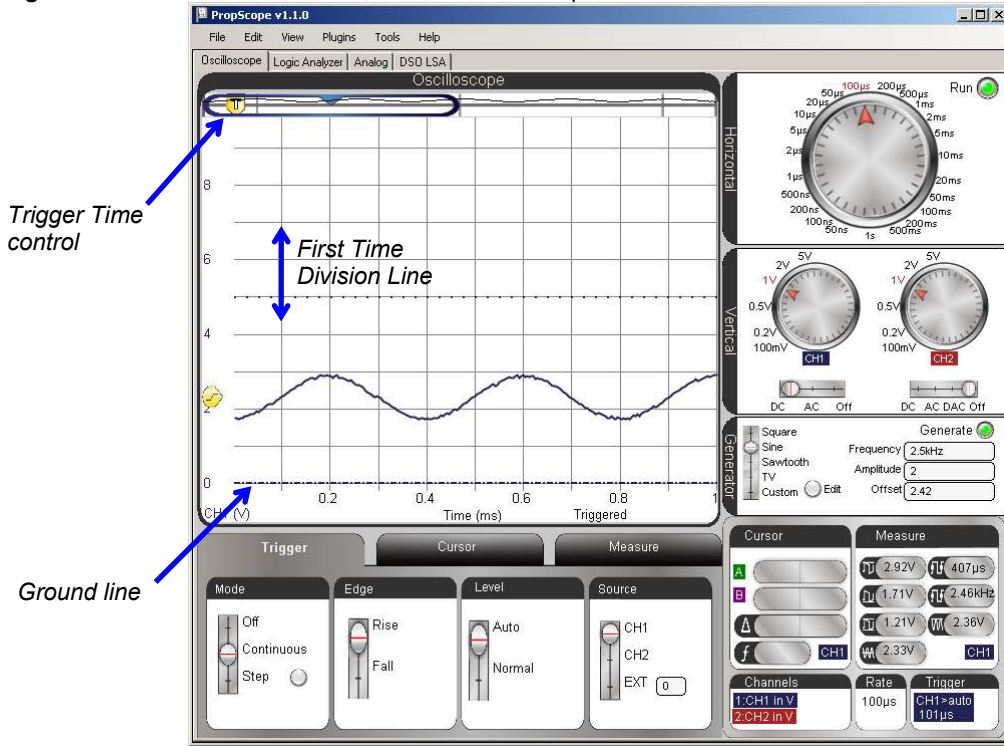 PropScope v1.1.0
File Edit View Plugins Tools Help
Oscilloscope Logic Analyzer Analog DSO LSA
Oscilloscope
T
8
6
4
2
0
0.2 0.4 0.6 0.8 1
CH1 (V) Time (ms) Triggered
Trigger Time
control
First Time
Division Line
Ground line
Horizontal
Run
50ns 100ns 200ns 500ns 1µs 2µs 5µs 10µs 20µs 50µs 100µs 200µs 500µs 1ms 2ms 5ms 10ms 20ms 50ms 100ms 200ms 500ms 1s
Vertical
100mV 0.2V 0.5V 1V 2V 5V
CH1
DC AC Off
100mV 0.2V 0.5V 1V 2V 5V
CH2
DC AC DAC Off
Generator
Square
Sine
Sawtooth
TV
Custom Edit
Generate
Frequency 2.5kHz
Amplitude 2
Offset 2.42
Trigger Cursor Measure
Mode
Off
Continuous
Step
Edge
Rise
Fall
Level
Auto
Normal
Source
CH1
CH2
EXT 0
Cursor
A
B
Δ
f CH1
Measure
2.92V 407µs
1.71V 2.46kHz
1.21V 2.36V
2.33V CH1
Channels
1:CH1 in V
2:CH2 in V
Rate
100µs
Trigger
CH1>auto
101µs